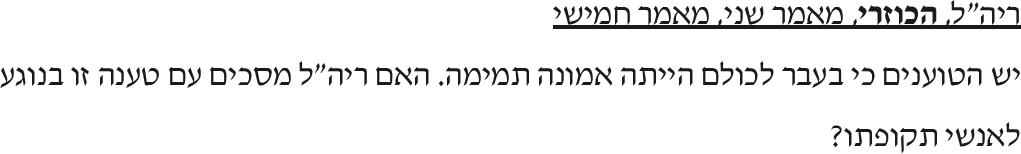 ריה"ל, הכוזרי, מאמר שני, מאמר חמישי
יש הטוענים כי בעבר לכולם הייתה אמונה תמימה. האם ריה"ל מסכים עם טענה זו בנוגע
לאנשי תקופתו?